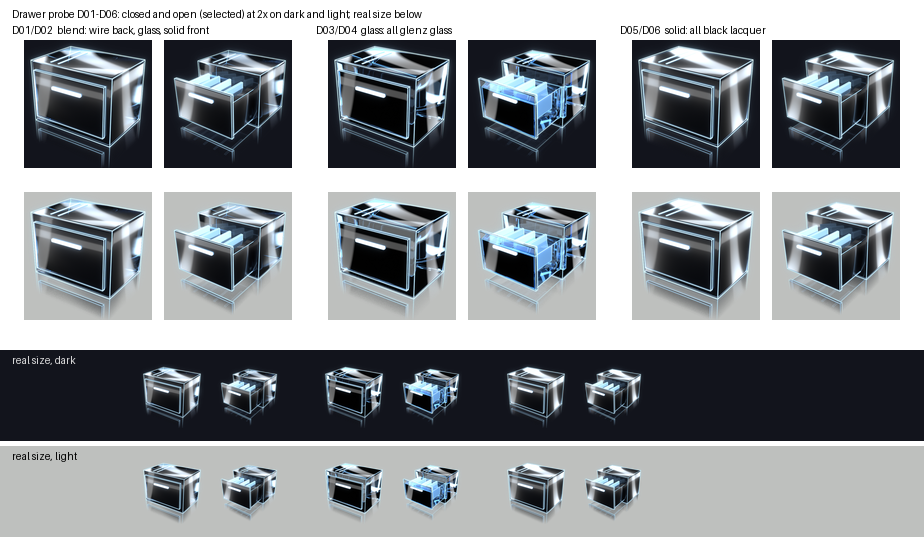 Drawer probe D01-D06: closed and open (selected) at 2x on dark and light; real size below
D01/D02 blend: wire back, glass, solid front
D03/D04 glass: all glenz glass
D05/D06 solid: all black lacquer
real size, dark
real size, light